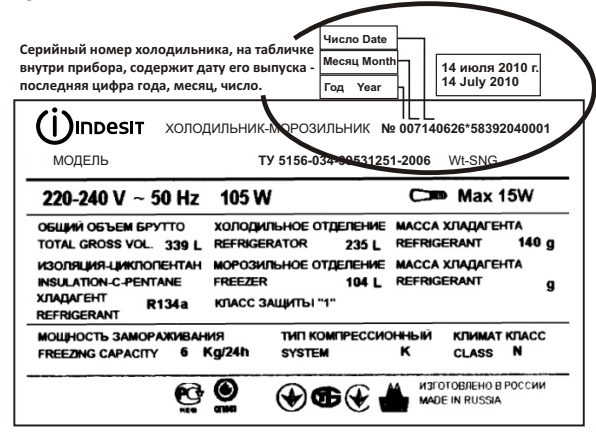 Серийный номер холодильника, на табличке
внутри прибора, содержит дату его выпуска -
последняя цифра года, месяц, число.
Число Date
Месяц Month
Год Year
14 июля 2010 г.
14 July 2010
INDESIT ХОЛОДИЛЬНИК-МОРОЗИЛЬНИК № 007140626*58392040001
МОДЕЛЬ ТУ 5156-034-39531251-2006 Wt-SNG
220-240 V ~ 50 Hz 105 W Max 15W
ОБЩИЙ ОБЪЕМ БРУТТО ХОЛОДИЛЬНОЕ ОТДЕЛЕНИЕ МАССА ХЛАДАГЕНТА
TOTAL GROSS VOL. 339 L REFRIGERATOR 235 L REFRIGERANT 140 g
ИЗОЛЯЦИЯ-ЦИКЛОПЕНТАН МОРОЗИЛЬНОЕ ОТДЕЛЕНИЕ МАССА ХЛАДАГЕНТА
INSULATION-C-PENTANE FREEZER 104 L REFRIGERANT g
ХЛАДАГЕНТ R134a КЛАСС ЗАЩИТЫ "1"
REFRIGERANT
МОЩНОСТЬ ЗАМОРАЖИВАНИЯ ТИП КОМПРЕССИОННЫЙ КЛИМАТ КЛАСС
FREEZING CAPACITY 6 Kg/24h SYSTEM K CLASS N
ИЗГОТОВЛЕНО В РОССИИ
MADE IN RUSSIA